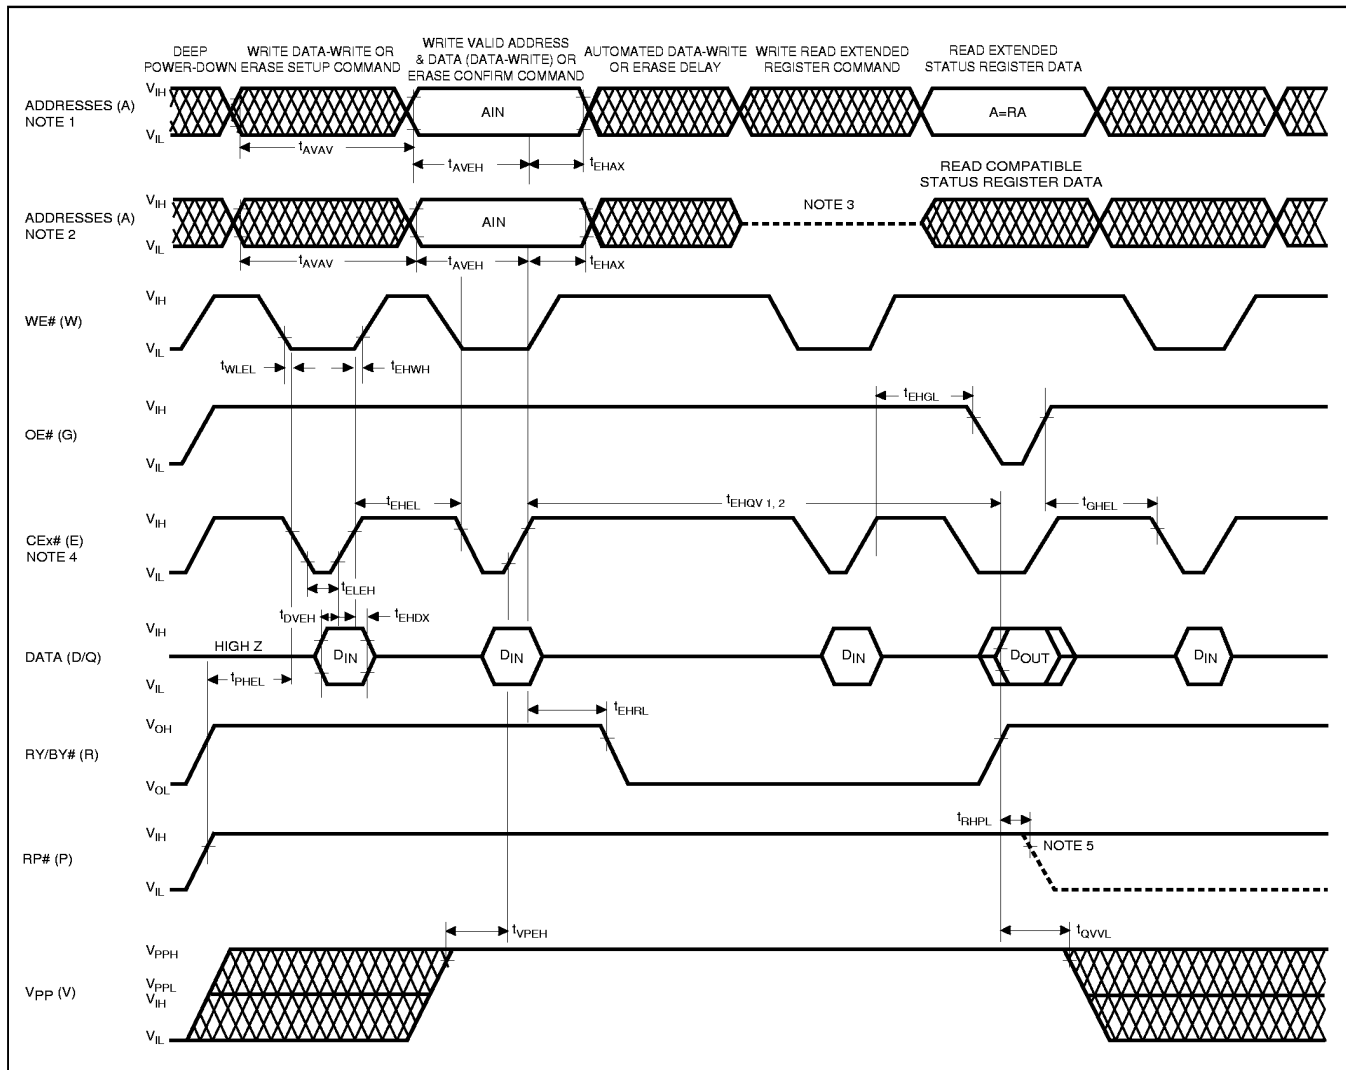 DEEP
POWER-DOWN
WRITE DATA-WRITE OR
ERASE SETUP COMMAND
WRITE VALID ADDRESS
& DATA (DATA-WRITE) OR
ERASE CONFIRM COMMAND
AUTOMATED DATA-WRITE
OR ERASE DELAY
WRITE READ EXTENDED
REGISTER COMMAND
READ EXTENDED
STATUS REGISTER DATA
ADDRESSES (A)
NOTE 1
VIH
VIL
AIN
A=RA
tAVAV
tAVEH
tEHAX
READ COMPATIBLE
STATUS REGISTER DATA
ADDRESSES (A)
NOTE 2
VIH
VIL
AIN
NOTE 3
tAVAV
tAVEH
tEHAX
WE# (W)
VIH
VIL
tWLEL
tEHWH
OE# (G)
VIH
VIL
tEHGL
CEx# (E)
NOTE 4
VIH
VIL
tEHEL
tEHQV 1, 2
tGHEL
tELEH
tDVEH
tEHDX
DATA (D/Q)
VIH
VIL
HIGH Z
DIN
DIN
DIN
DOUT
DIN
tPHEL
tEHRL
RY/BY# (R)
VOH
VOL
RP# (P)
VIH
VIL
tRHPL
NOTE 5
tVPEH
tQVVL
VPP (V)
VPPH
VPPL
VIH
VIL